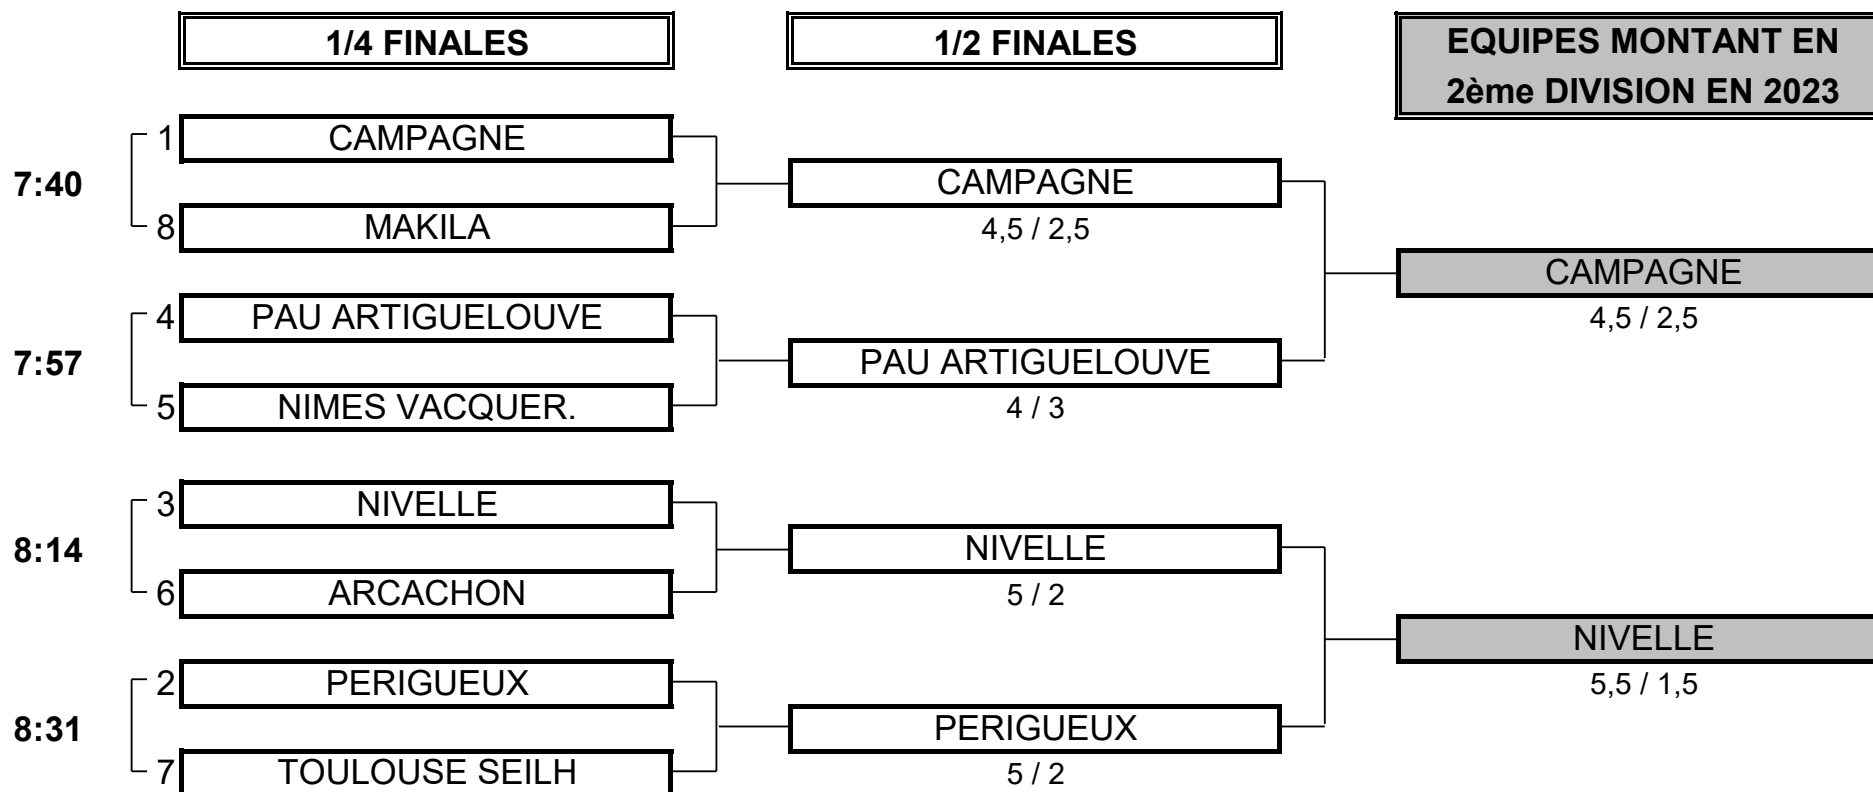 1/4 FINALES
1/2 FINALES
EQUIPES MONTANT EN
2ème DIVISION EN 2023
1 CAMPAGNE
7:40
CAMPAGNE
8 MAKILA
4,5 / 2,5
CAMPAGNE
4 PAU ARTIGUELOUVE
4,5 / 2,5
7:57
PAU ARTIGUELOUVE
5 NIMES VACQUER.
4 / 3
3 NIVELLE
8:14
NIVELLE
6 ARCACHON
5 / 2
NIVELLE
2 PERIGUEUX
5,5 / 1,5
8:31
PERIGUEUX
7 TOULOUSE SEILH
5 / 2